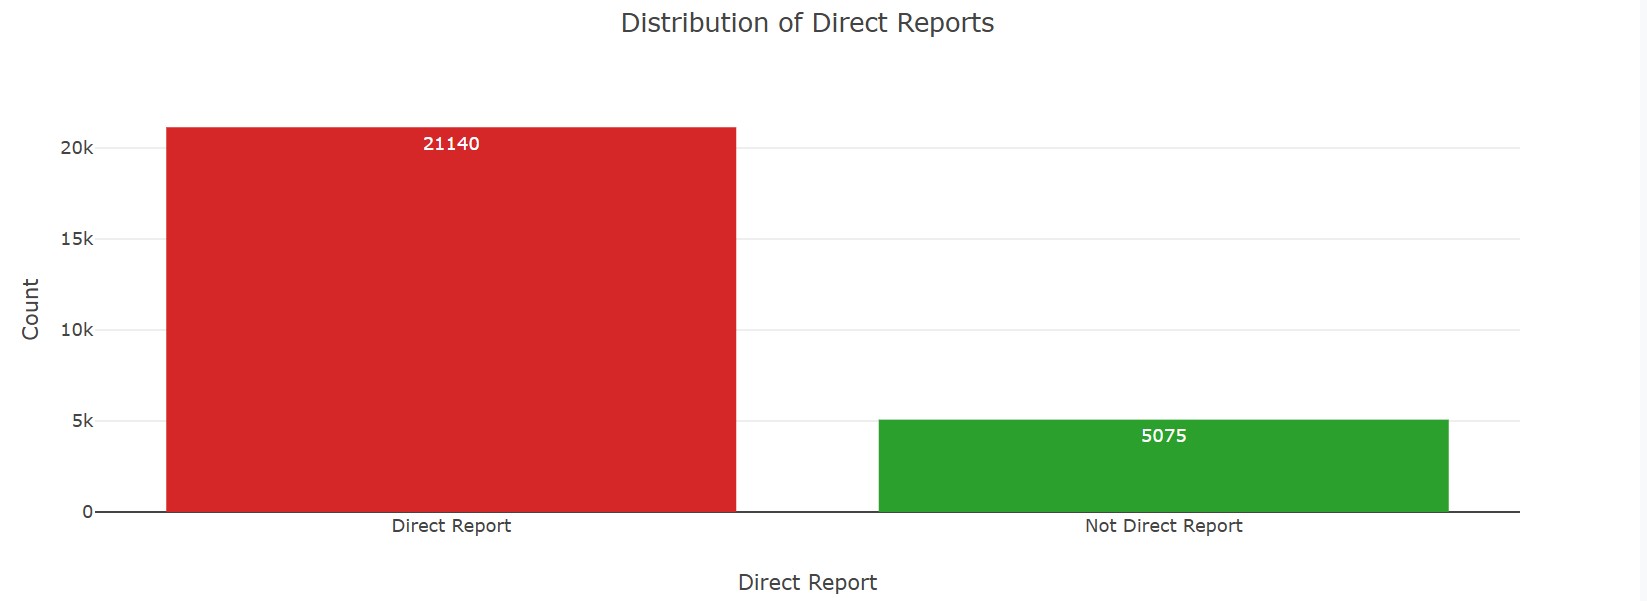 Distribution of Direct Reports
20k
15k
10k
5k
0
Count
21140
5075
Direct Report
Not Direct Report
Direct Report